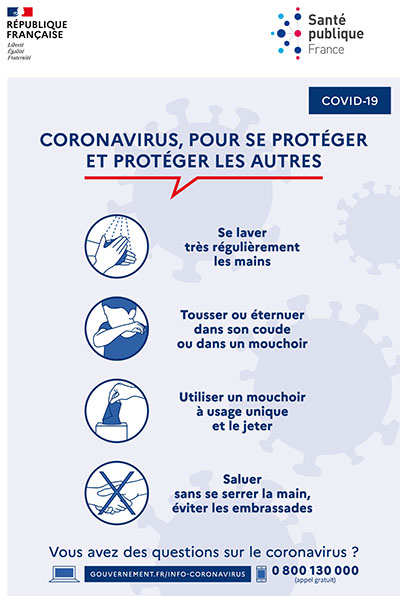 RÉPUBLIQUE
FRANÇAISE
Liberté
Égalité
Fraternité
Santé
publique
France
COVID-19
CORONAVIRUS, POUR SE PROTÉGER
ET PROTÉGER LES AUTRES
Se laver
très régulièrement
les mains
Tousser ou éternuer
dans son coude
ou dans un mouchoir
Utiliser un mouchoir
à usage unique
et le jeter
Saluer
sans se serrer la main,
éviter les embrassades
Vous avez des questions sur le coronavirus ?
GOUVERNEMENT.FR/INFO-CORONAVIRUS
0 800 130 000
(appel gratuit)